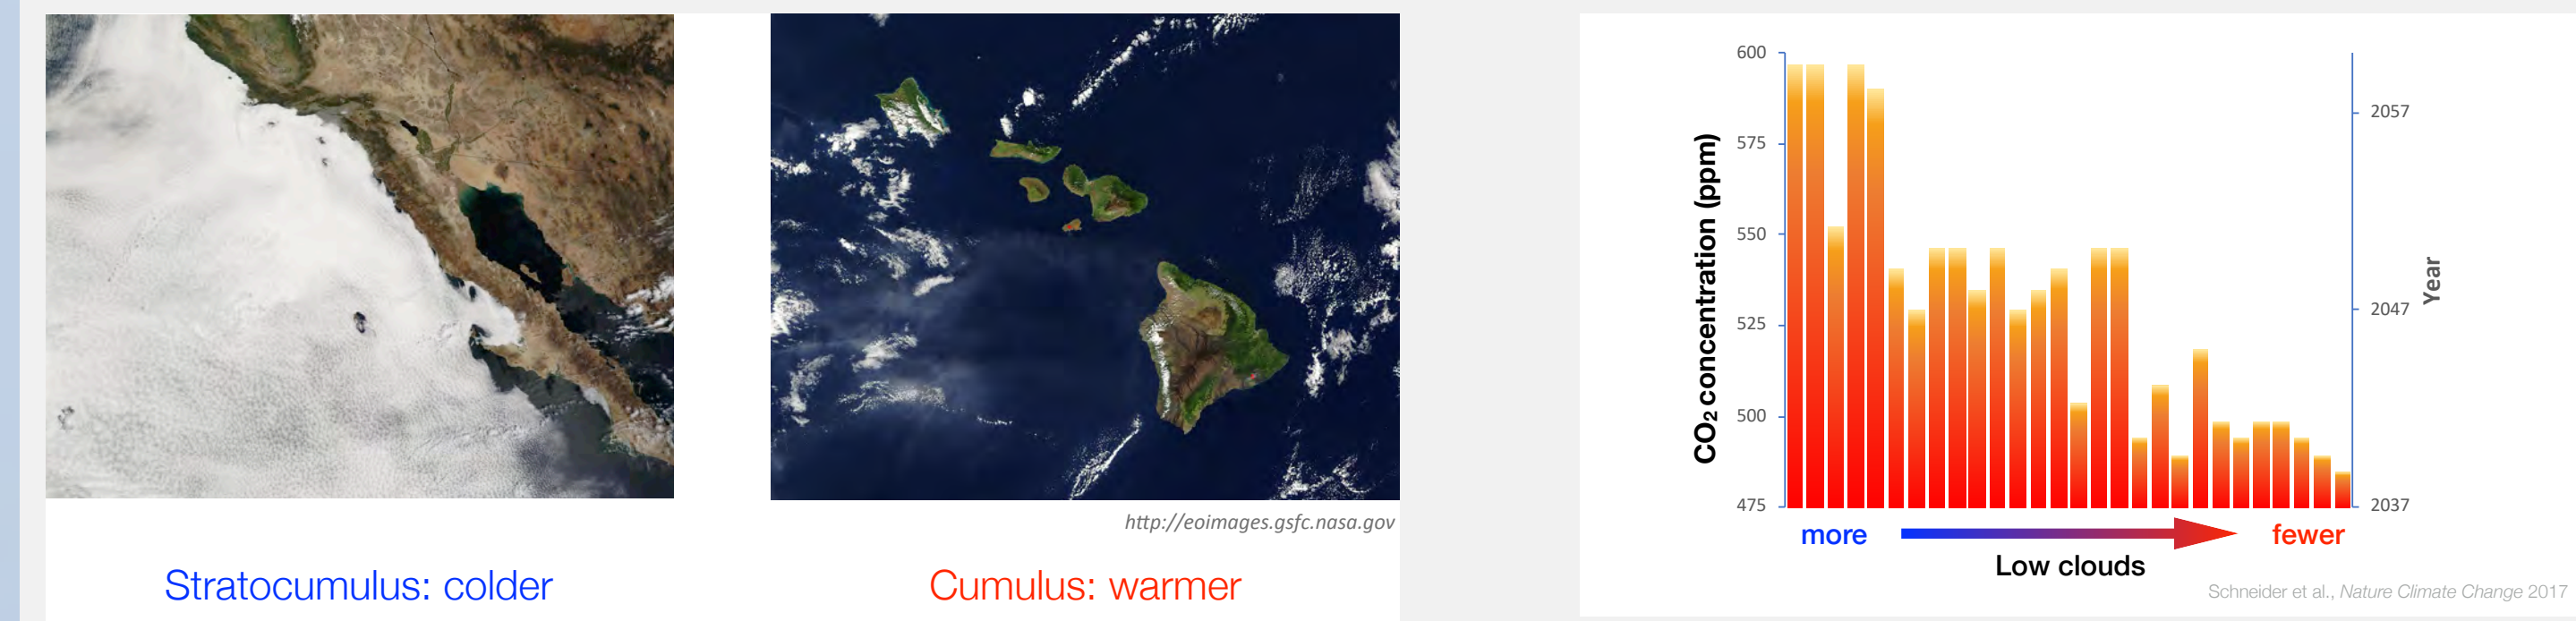 http://eoimages.gsfc.nasa.gov
Stratocumulus: colder
Cumulus: warmer
CO2 concentration (ppm)
600
575
550
525
500
475
2057
2047
2037
Year
more
fewer
Low clouds
Schneider et al., Nature Climate Change 2017